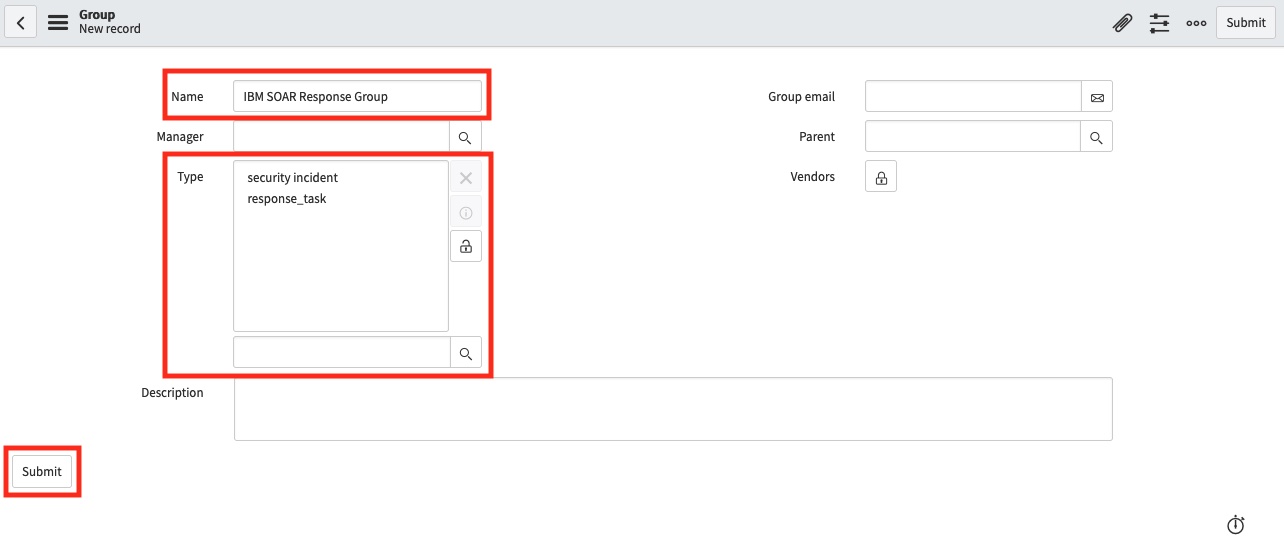 Group
New record
Submit
Name
IBM SOAR Response Group
Group email
Manager
Parent
Type
security incident
response_task
Vendors
Description
Submit